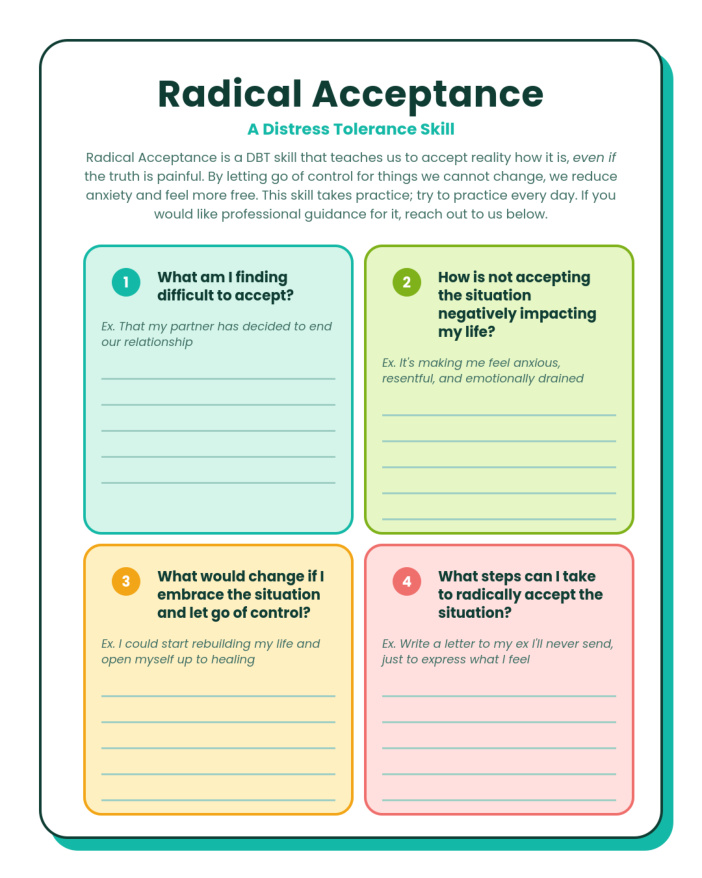 Radical Acceptance
A Distress Tolerance Skill
Radical Acceptance is a DBT skill that teaches us to accept reality how it is, even if
the truth is painful. By letting go of control for things we cannot change, we reduce
anxiety and feel more free. This skill takes practice; try to practice every day. If you
would like professional guidance for it, reach out to us below.
1
What am I finding
difficult to accept?
Ex. That my partner has decided to end
our relationship
2
How is not accepting
the situation
negatively impacting
my life?
Ex. It's making me feel anxious,
resentful, and emotionally drained
3
What would change if I
embrace the situation
and let go of control?
Ex. I could start rebuilding my life and
open myself up to healing
4
What steps can I take
to radically accept the
situation?
Ex. Write a letter to my ex I'll never send,
just to express what I feel